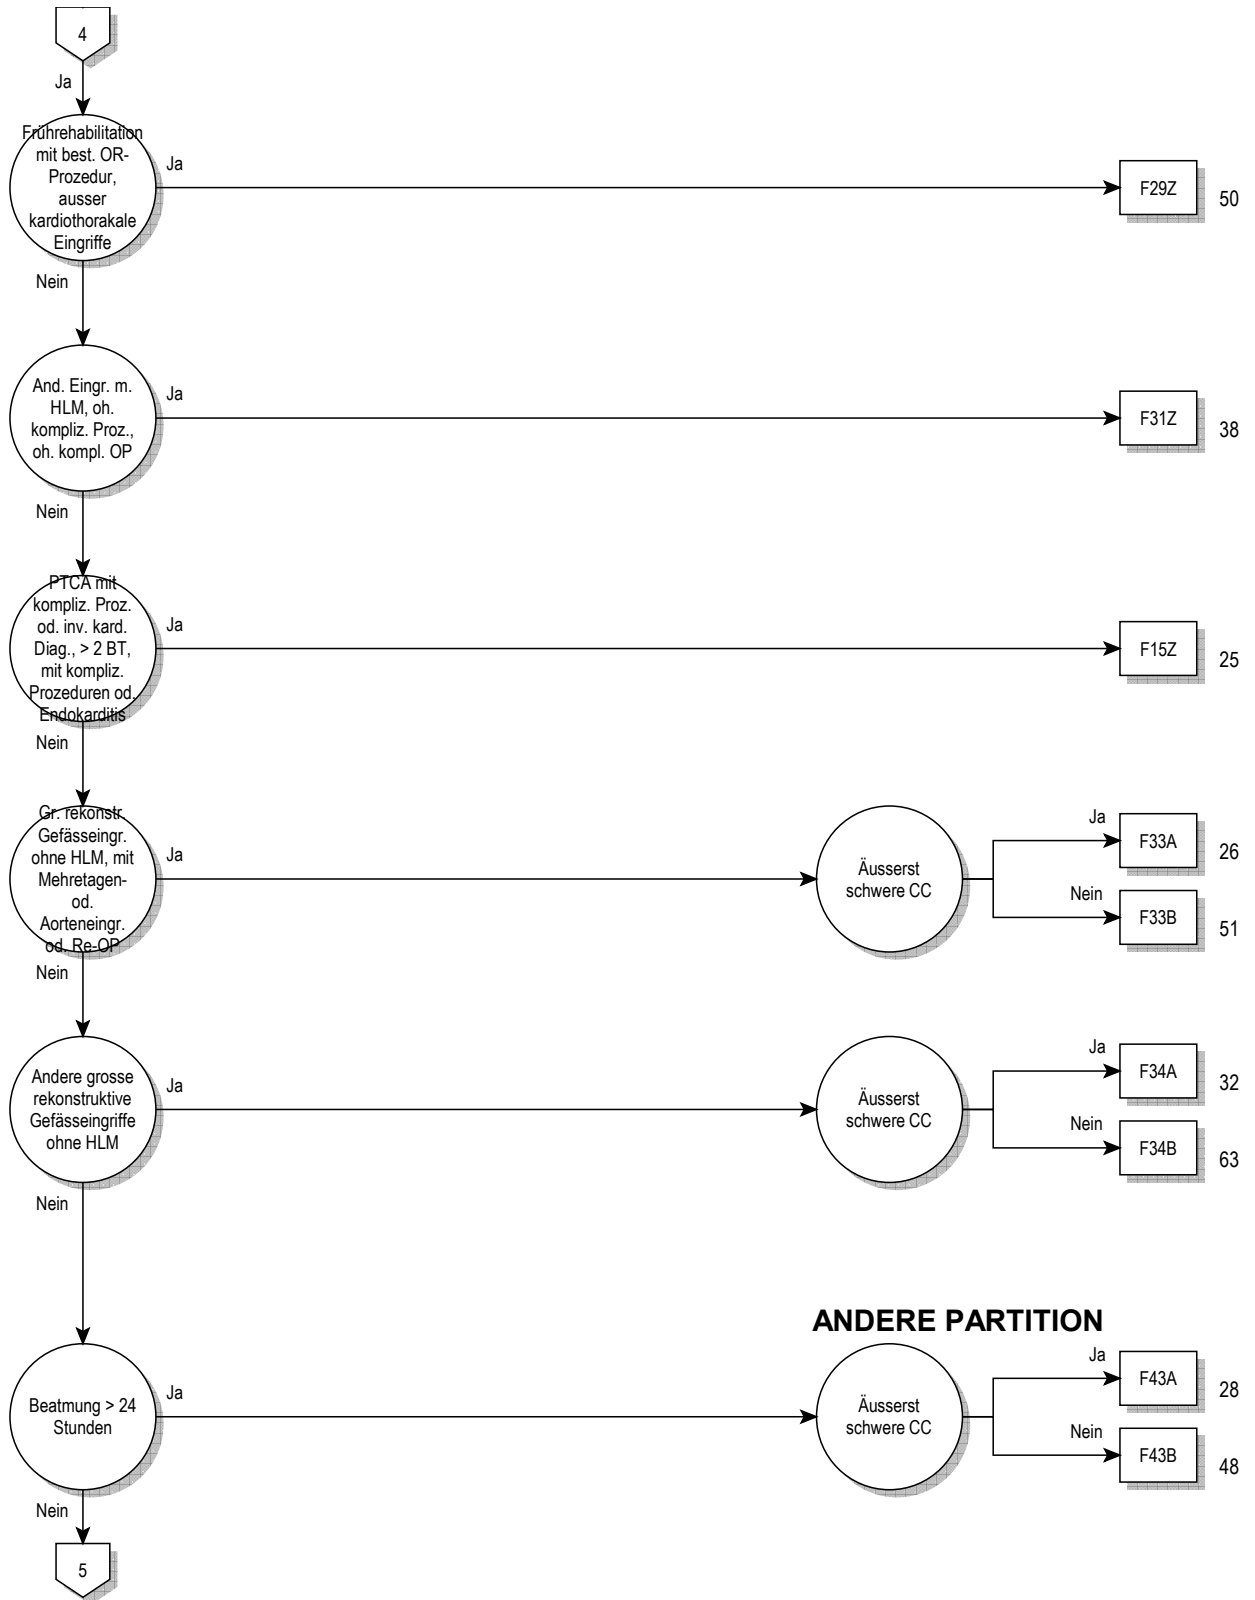 4
Ja
Frührehabilitation
mit best. OR-
Prozedur,
ausser
kardiothorakale
Eingriffe
Ja
F29Z
50
Nein
And. Eingr. m.
HLM, oh.
kompliz. Proz.,
oh. kompl. OP
Ja
F31Z
38
Nein
PTCA mit
kompliz. Proz.
od. inv. kard.
Diag., > 2 BT,
mit kompliz.
Prozeduren od.
Endokarditis
Ja
F15Z
25
Nein
Gr. rekonstr.
Gefässeingr.
ohne HLM, mit
Mehretagen-
od.
Aorteneingr.
od. Re-OP
Ja
Äusserst
schwere CC
Ja
F33A
26
Nein
F33B
51
Nein
Andere grosse
rekonstruktive
Gefässeingriffe
ohne HLM
Ja
Äusserst
schwere CC
Ja
F34A
32
Nein
F34B
63
Nein
ANDERE PARTITION
Beatmung > 24
Stunden
Ja
Äusserst
schwere CC
Ja
F43A
28
Nein
F43B
48
Nein
5